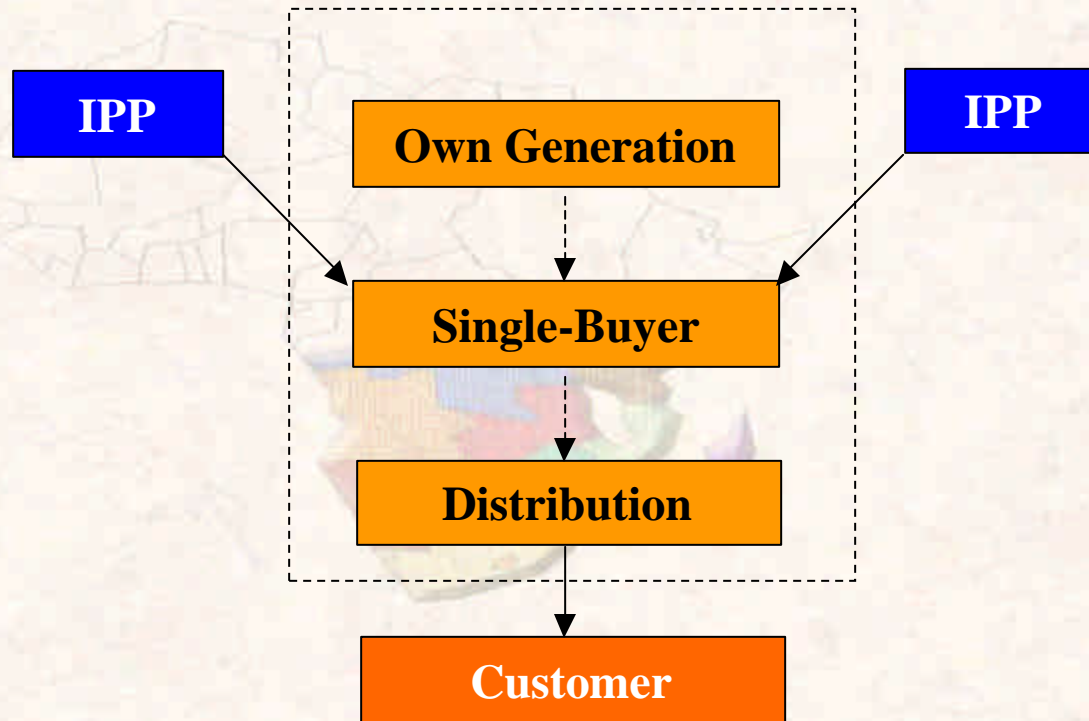 IPP
IPP
Own Generation
Single-Buyer
Distribution
Customer